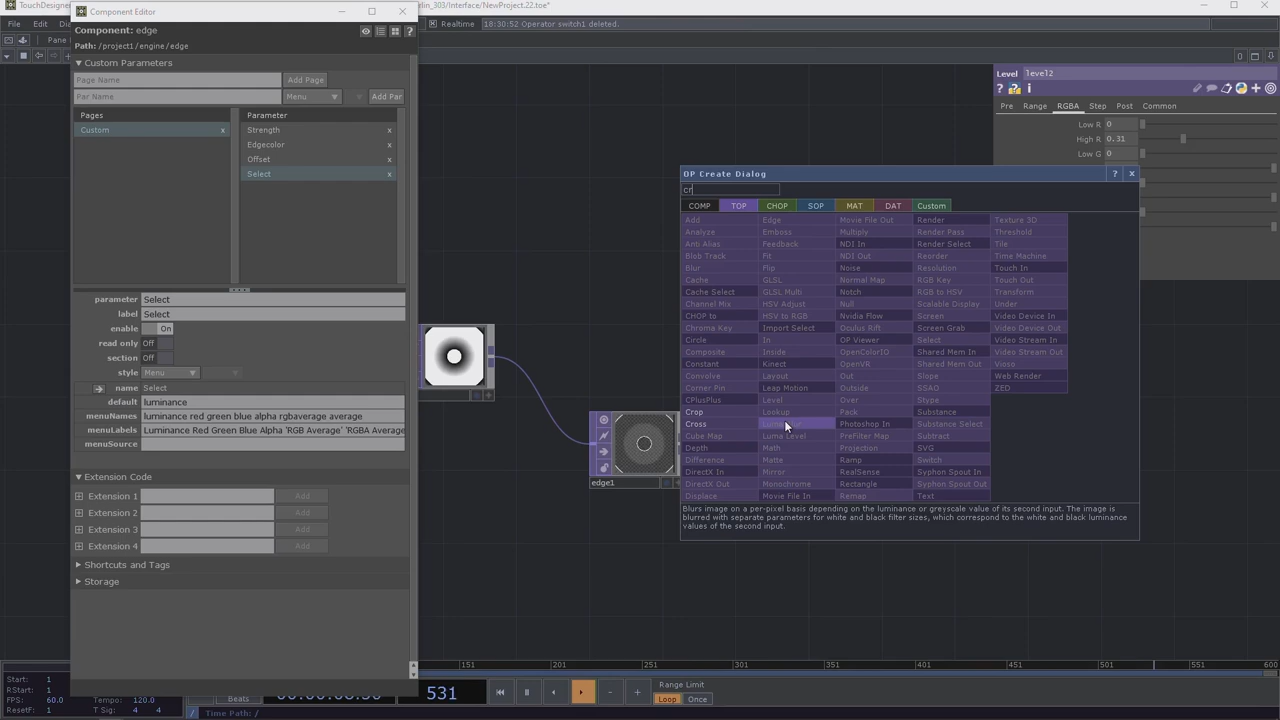 TouchDesigner
lin_303/Interface/NewProject.22.toe*
Component Editor
File Edit
Realtime
18:30:52 Operator switch1 deleted.
Pane
Component: edge
Path: /project1/engine/edge
Custom Parameters
Page Name Add Page
Par Name Menu Add Par
Pages Parameter
Custom x
Strength x
Edgecolor x
Offset x
Select x
parameter Select
label Select
enable On
read only Off
section Off
style Menu
name Select
default luminance
menuNames luminance red green blue alpha rgbaverage average
menuLabels Luminance Red Green Blue Alpha 'RGB Average' 'RGBA Average'
menuSource
Extension Code
Extension 1 Add
Extension 2 Add
Extension 3 Add
Extension 4 Add
Shortcuts and Tags
Storage
edge1
Level level2
Pre Range RGBA Step Post Common
Low R 0
High R 0.31
Low G 0
OP Create Dialog
cr
COMP TOP CHOP SOP MAT DAT Custom
Add Edge Movie File Out Render Texture 3D
Analyze Emboss Multiply Render Pass Threshold
Anti Alias Feedback NDI In Render Select Tile
Blob Track Fit NDI Out Reorder Time Machine
Blur Flip Noise Resolution Touch In
Cache GLSL Normal Map RGB Key Touch Out
Cache Select GLSL Multi Notch RGB to HSV Transform
Channel Mix HSV Adjust Null Scalable Display Under
CHOP to HSV to RGB Nvidia Flow Screen Video Device In
Chroma Key Import Select Oculus Rift Screen Grab Video Device Out
Circle In OP Viewer Select Video Stream In
Composite Inside OpenColorIO Shared Mem In Video Stream Out
Constant Kinect OpenVR Shared Mem Out Vioso
Convolve Layout Out Slope Web Render
Corner Pin Leap Motion Outside SSAO ZED
CPlusPlus Level Over Stype
Crop Lookup Pack Substance
Cross Photoshop In Substance Select
Cube Map Luma Level PreFilter Map Subtract
Depth Math Projection SVG
Difference Matte Ramp Switch
DirectX In Mirror RealSense Syphon Spout In
DirectX Out Monochrome Rectangle Syphon Spout Out
Displace Movie File In Remap Text
Blurs image on a per-pixel basis depending on the luminance or greyscale value of its second input. The image is
blurred with separate parameters for white and black filter sizes, which correspond to the white and black luminance
values of the second input.
151 251 301 351 401 451 501 551 600
Start: 1
RStart: 1
FPS: 60.0
ResetF: 1
Tempo: 120.0
T Sig: 4 4
Beats
531
Range Limit
Loop Once
Time Path: /